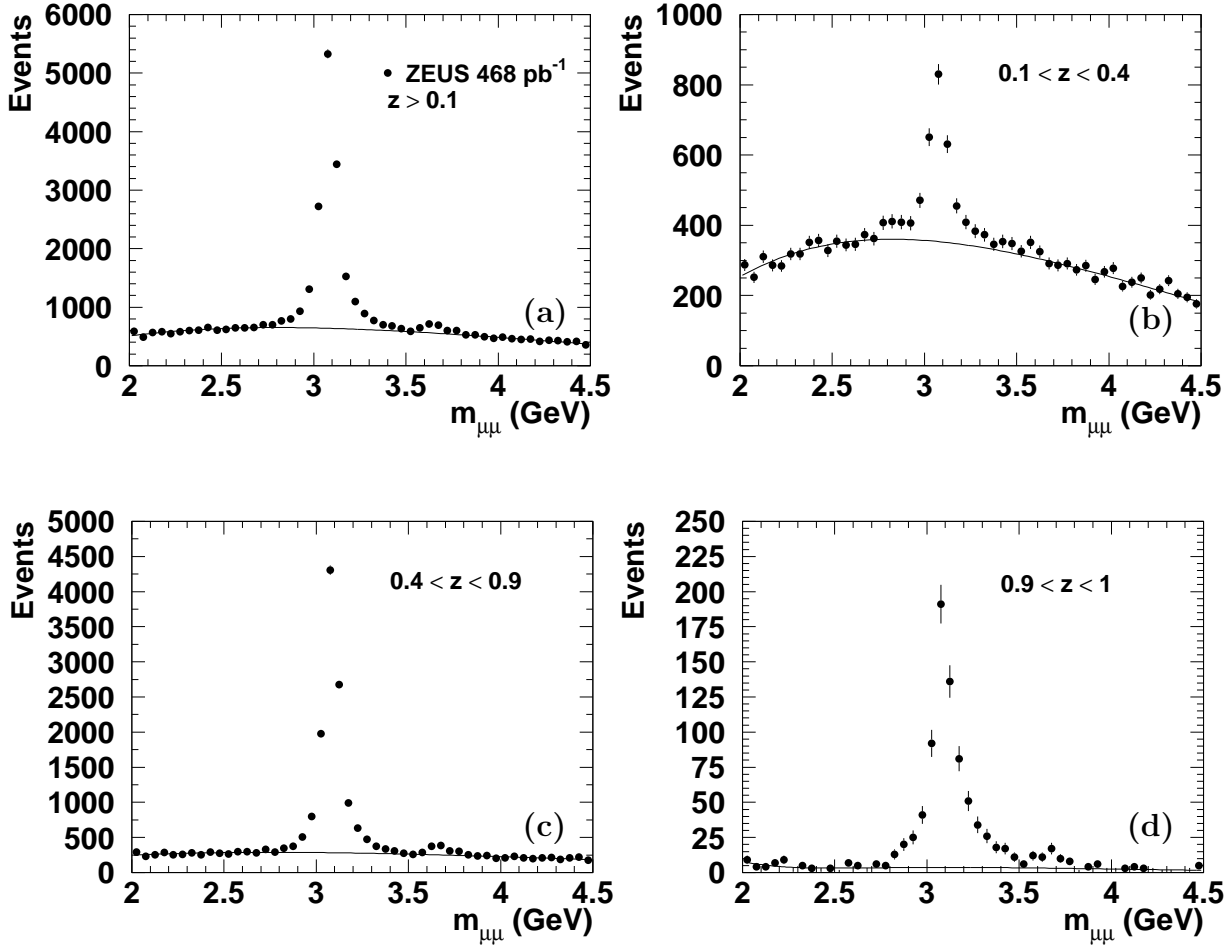 Events
6000
5000
4000
3000
2000
1000
0
ZEUS 468 pb⁻¹
z > 0.1
(a)
2 2.5 3 3.5 4 4.5
m_μμ (GeV)
Events
1000
800
600
400
200
0
0.1 < z < 0.4
(b)
2 2.5 3 3.5 4 4.5
m_μμ (GeV)
Events
5000
4500
4000
3500
3000
2500
2000
1500
1000
500
0
0.4 < z < 0.9
(c)
2 2.5 3 3.5 4 4.5
m_μμ (GeV)
Events
250
225
200
175
150
125
100
75
50
25
0
0.9 < z < 1
(d)
2 2.5 3 3.5 4 4.5
m_μμ (GeV)